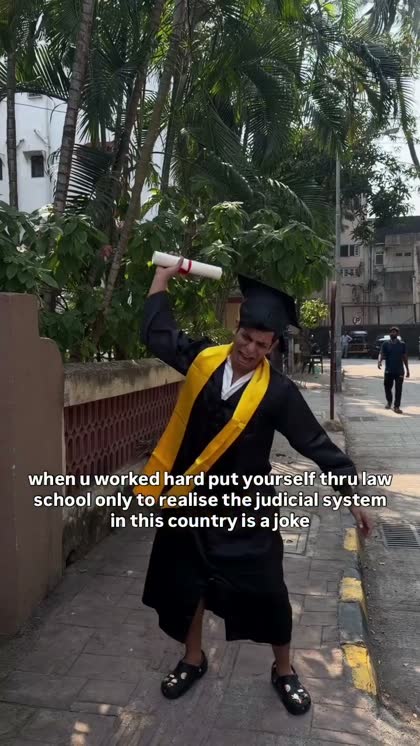 when u worked hard put yourself thru law
school only to realise the judicial system
in this country is a joke